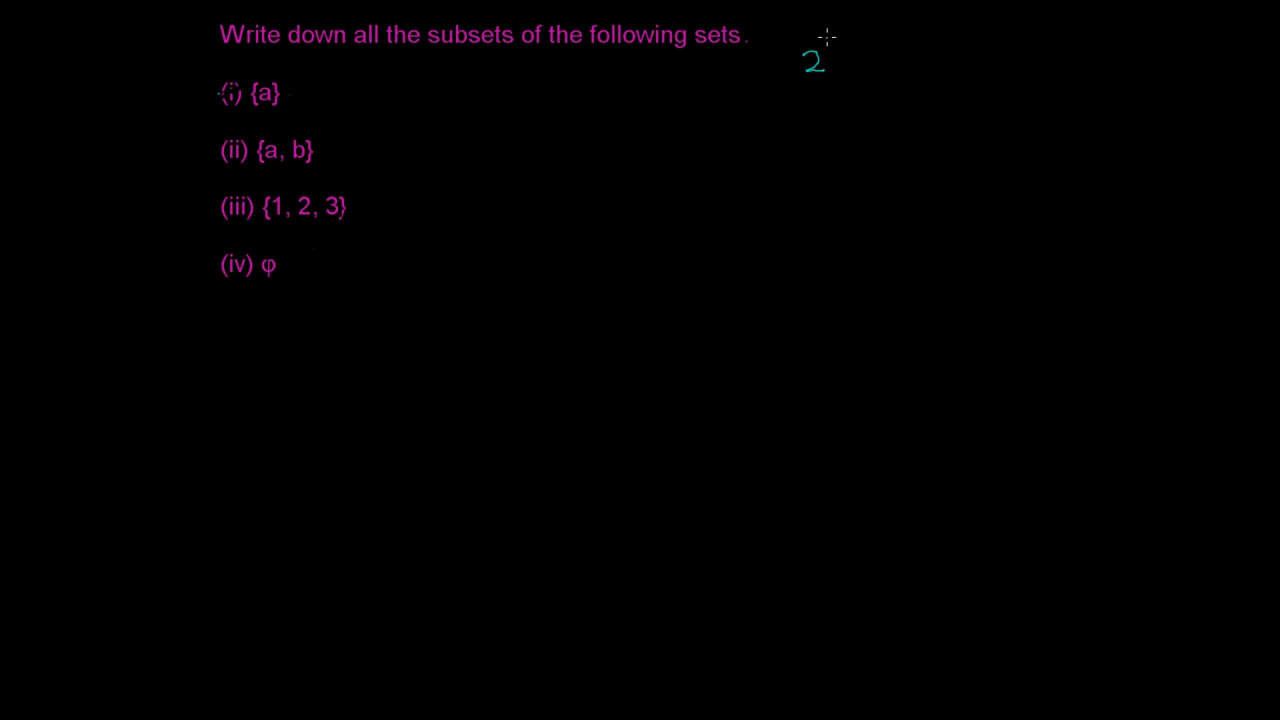 Write down all the subsets of the following sets.
2
(i) {a}
(ii) {a, b}
(iii) {1, 2, 3}
(iv) φ